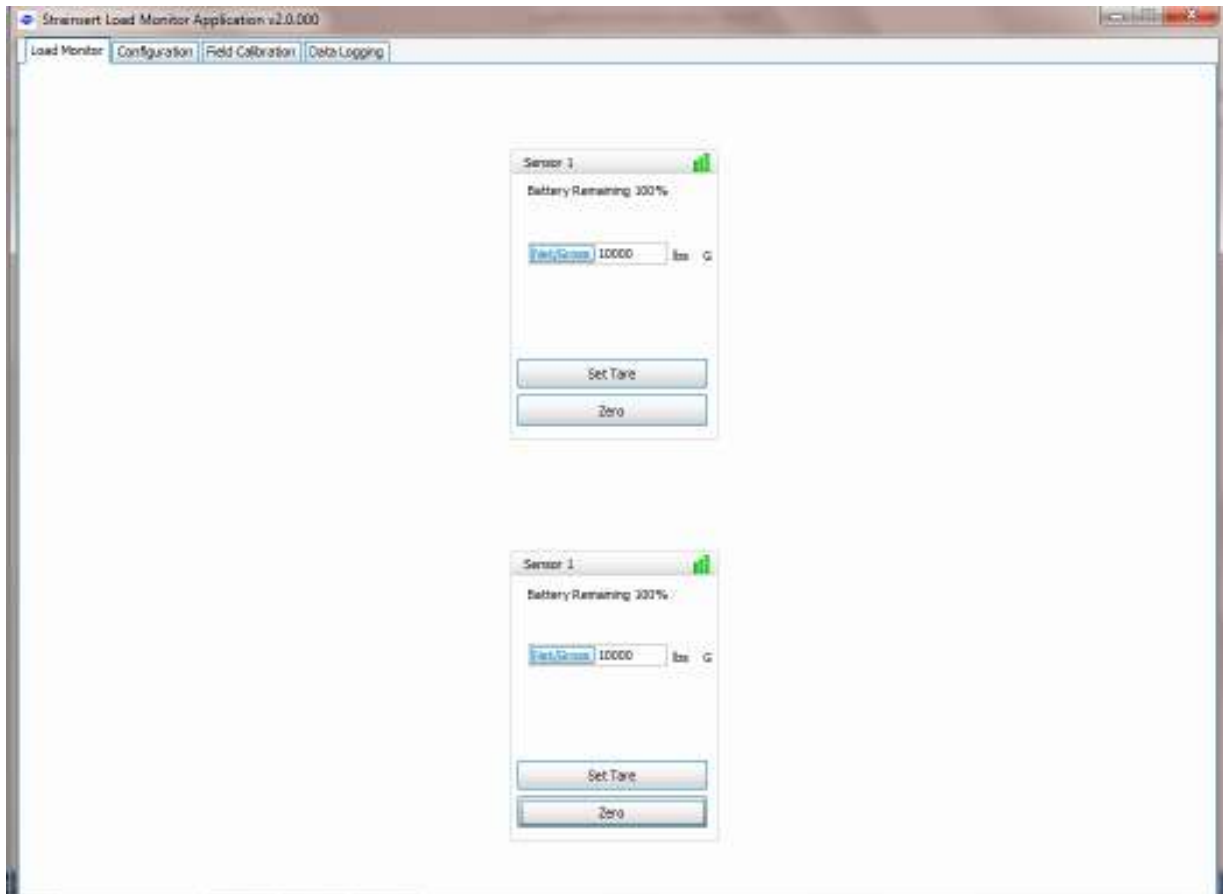 Strainsert Load Monitor Application v2.0.000
Load Monitor Configuration Field Calibration Data Logging
Sensor 1
Battery Remaining 100%
Net/Gross 10000 lbs G
Set Tare
Zero
Sensor 1
Battery Remaining 100%
Net/Gross 10000 lbs G
Set Tare
Zero